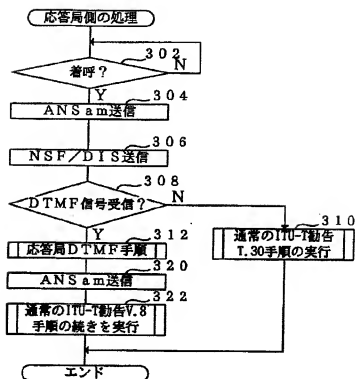 応答局側の処理
302
着呼?
N
Y
304
ANSam送信
306
NSF/DIS送信
308
DTMF信号受信?
N
Y
310
通常のITU-T勧告
T.30手順の実行
312
応答局DTMF手順
320
ANSam送信
322
通常のITU-T勧告V.8
手順の続きを実行
エンド